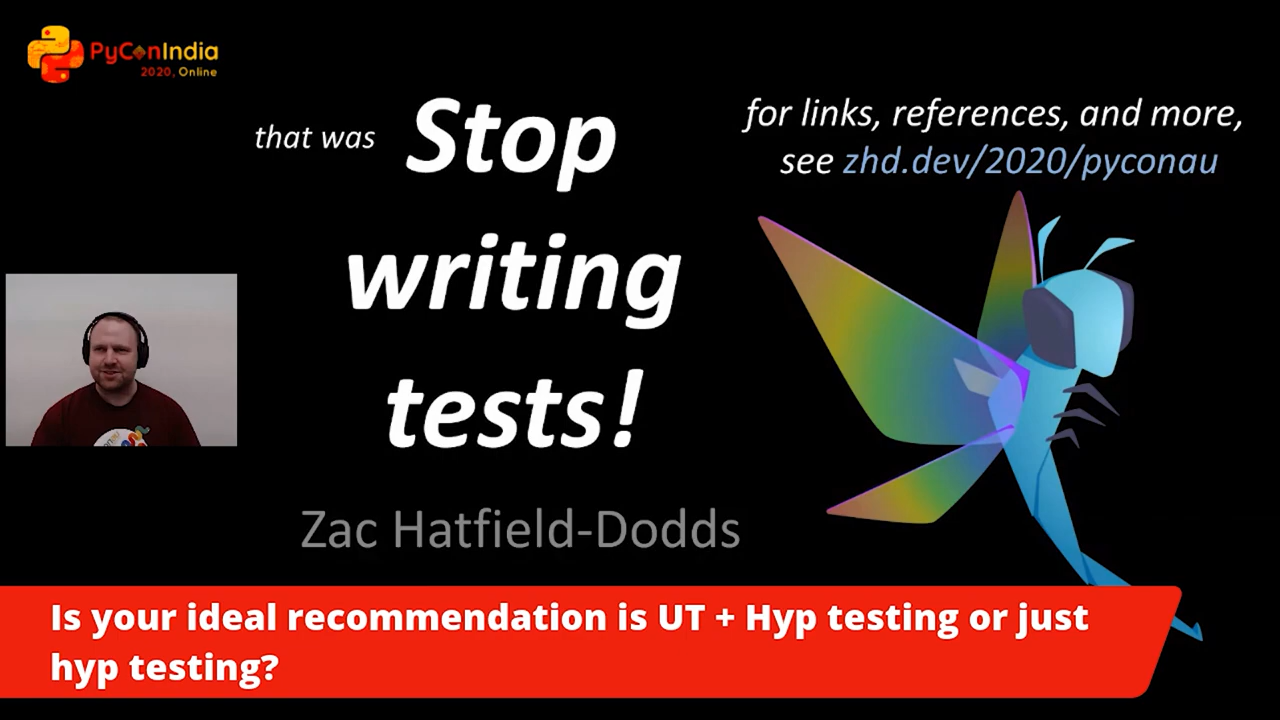 PyConIndia
2020, Online
that was Stop
writing
tests!
for links, references, and more,
see zhd.dev/2020/pyconau
Zac Hatfield-Dodds
Is your ideal recommendation is UT + Hyp testing or just
hyp testing?